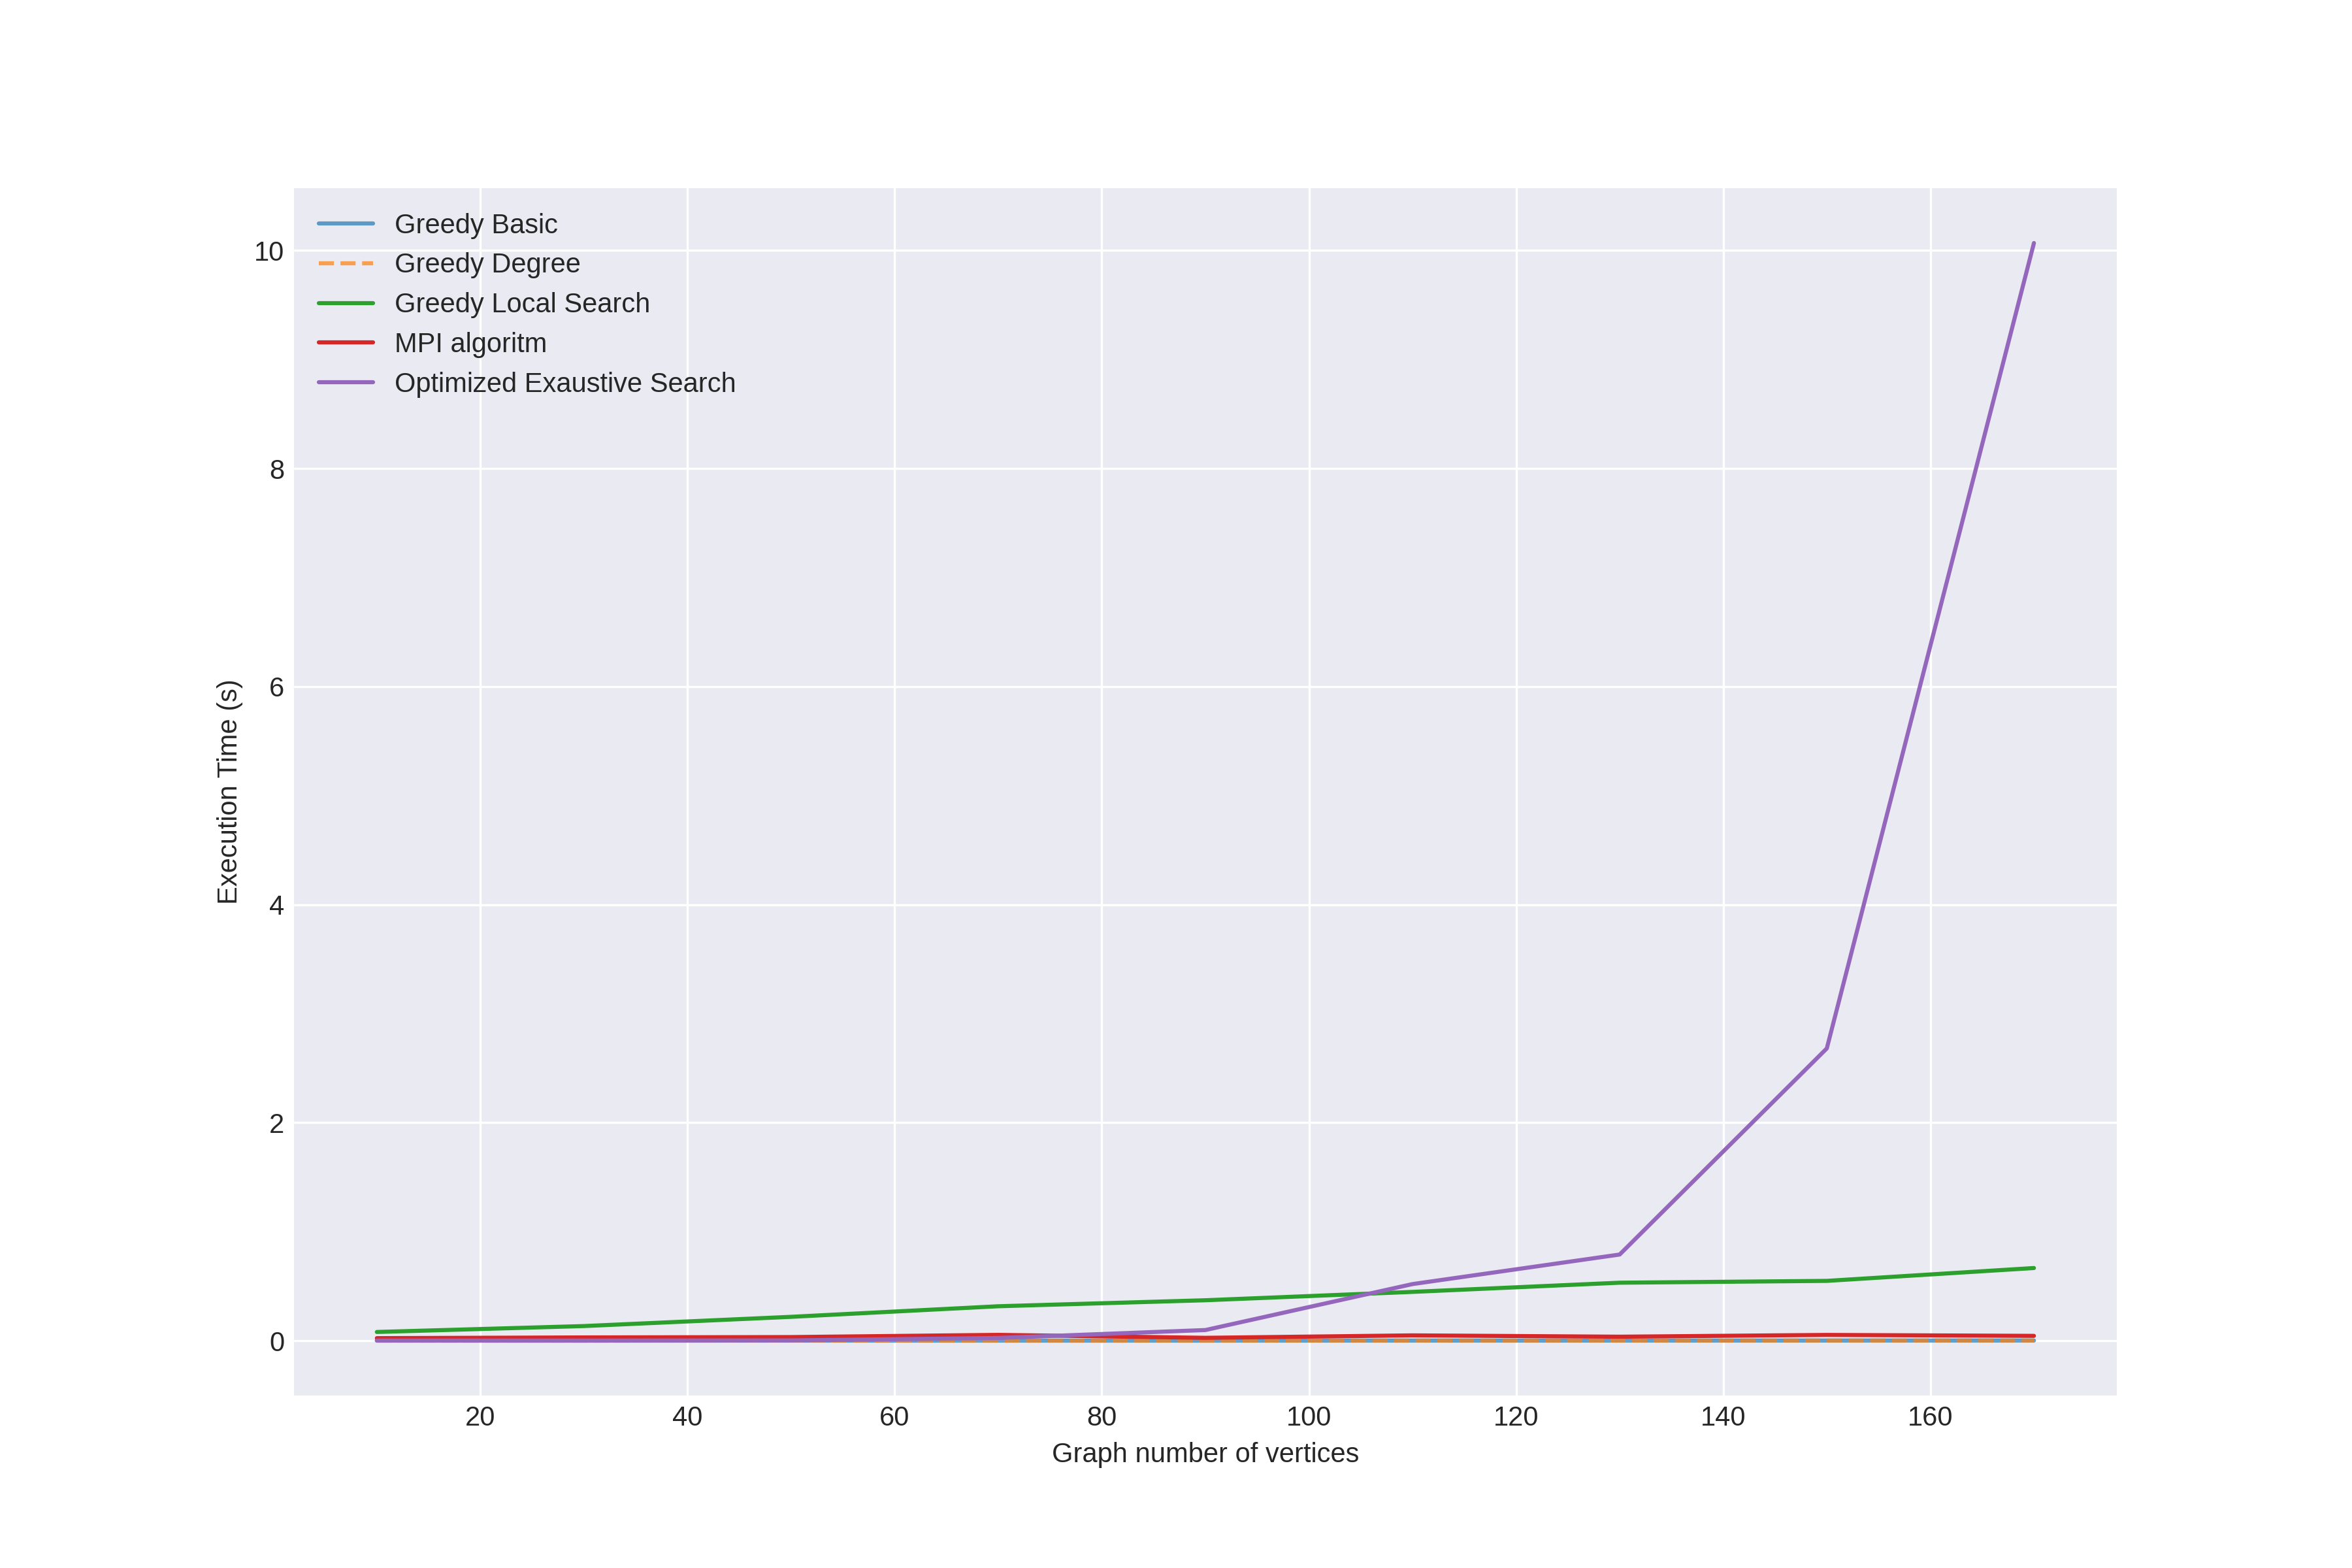 Greedy Basic
Greedy Degree
Greedy Local Search
MPI algoritm
Optimized Exaustive Search
10
8
6
4
2
0
Execution Time (s)
20 40 60 80 100 120 140 160
Graph number of vertices